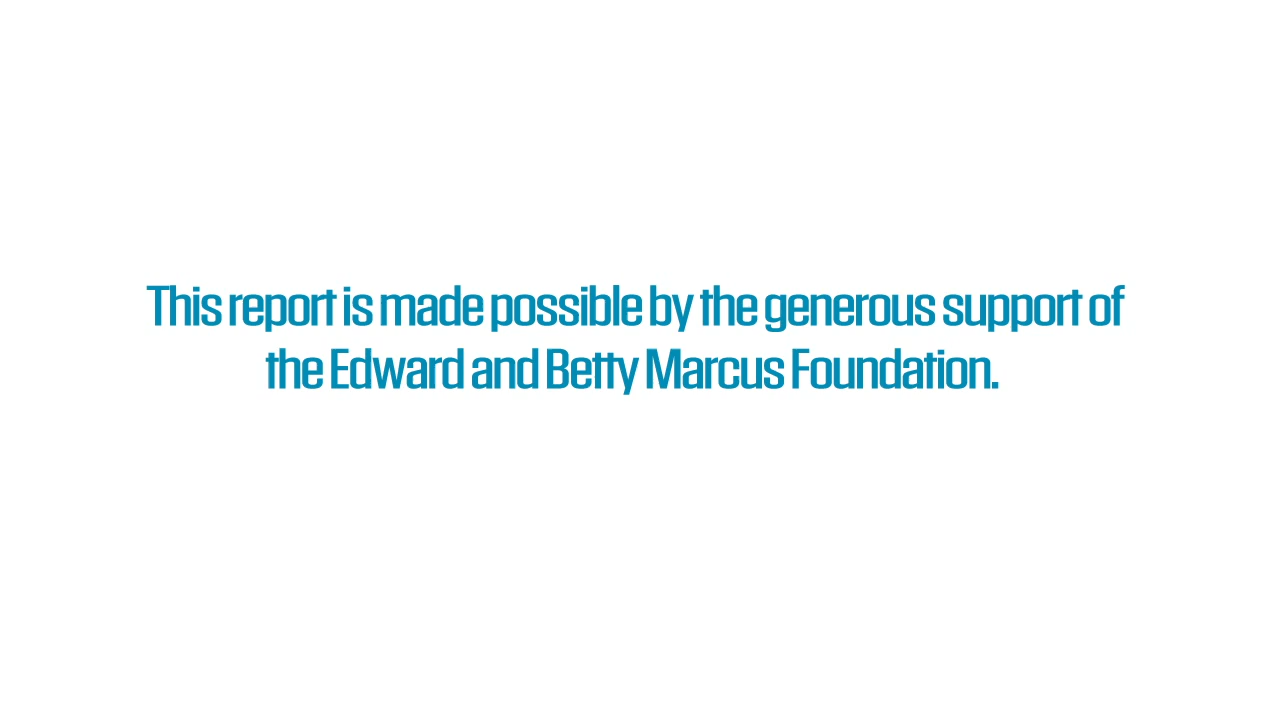 This report is made possible by the generous support of
the Edward and Betty Marcus Foundation.